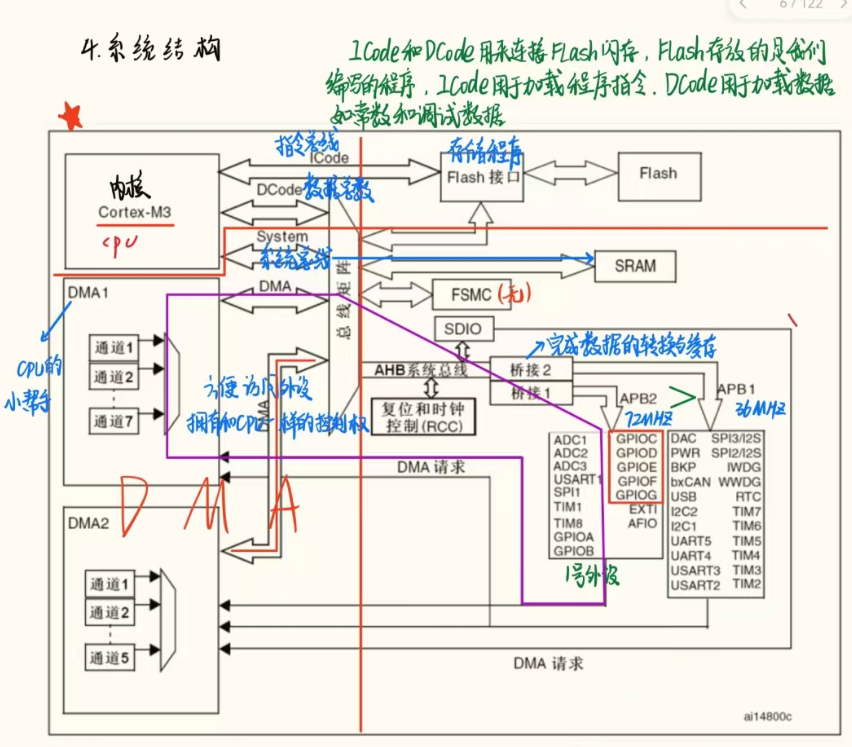 6 / 122
4.系统结构
ICode和DCode用来连接Flash闪存，Flash存放的是我们
编写的程序，ICode用于加载程序指令．DCode用于加载数据
如常数和调试数据
指令总线
ICode
内核
Cortex-M3
cpu
DCode
数据总数
存储程序
Flash 接口
Flash
System
系统总线
SRAM
DMA1
DMA
总线矩阵
FSMC
(无)
SDIO
CPU的
小帮手
通道1
通道2
通道7
方便访问外设
拥有和CPU一样的控制权
DMA
AHB系统总线
完成数据的转换与缓存
桥接2
桥接1
复位和时钟
控制(RCC)
APB2
72MHZ
>
APB1
36MHZ
DMA 请求
ADC1
ADC2
ADC3
USART1
SPI1
TIM1
TIM8
GPIOA
GPIOB
GPIOC
GPIOD
GPIOE
GPIOF
GPIOG
EXTI
AFIO
DAC
PWR
BKP
bxCAN
USB
I2C2
I2C1
UART5
UART4
USART3
USART2
SPI3/I2S
SPI2/I2S
IWDG
WWDG
RTC
TIM7
TIM6
TIM5
TIM4
TIM3
TIM2
1号外设
DMA
DMA2
通道1
通道2
通道5
DMA 请求
ai14800c